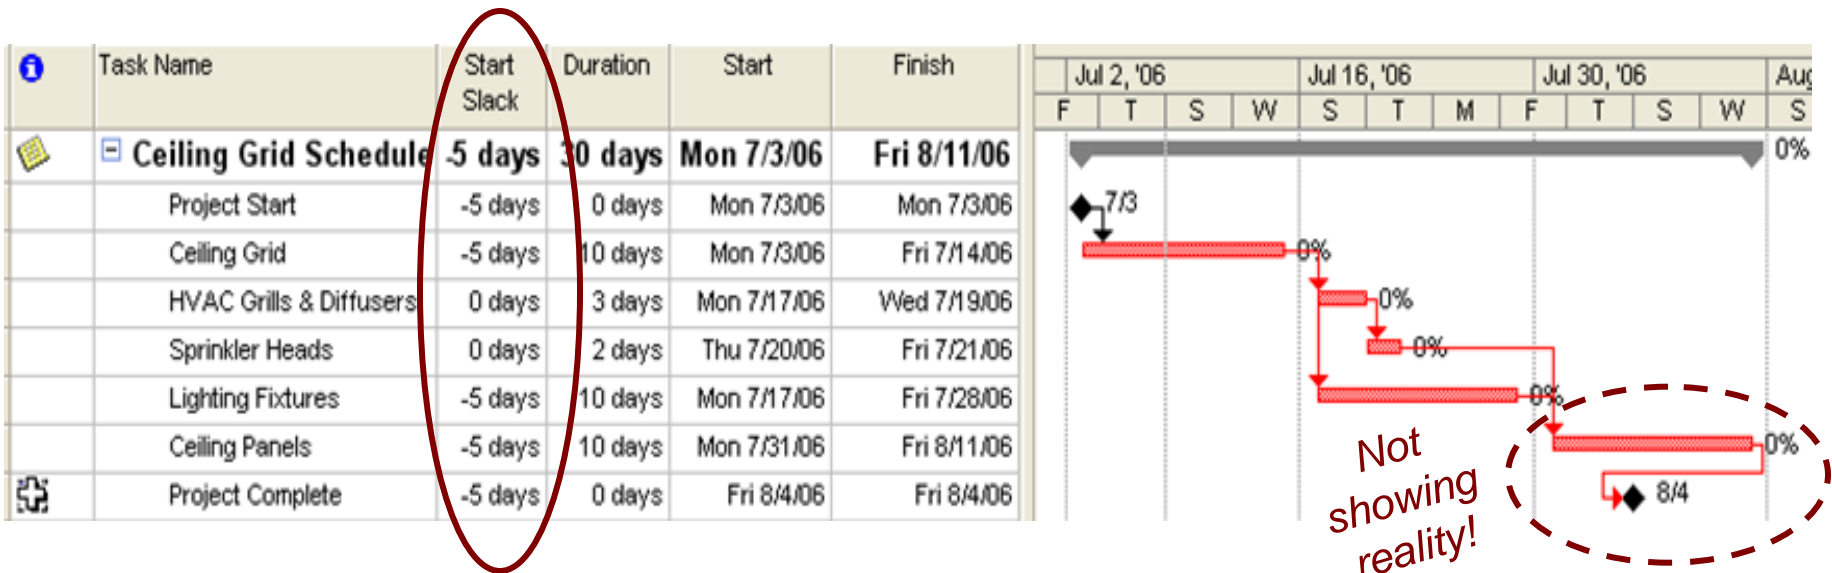 Task Name Start Slack Duration Start Finish Jul 2, '06 Jul 16, '06 Jul 30, '06 Aug
F T S W S T M F T S W S
Ceiling Grid Schedule -5 days 30 days Mon 7/3/06 Fri 8/11/06 0%
Project Start -5 days 0 days Mon 7/3/06 Mon 7/3/06 7/3
Ceiling Grid -5 days 10 days Mon 7/3/06 Fri 7/14/06 0%
HVAC Grills & Diffusers 0 days 3 days Mon 7/17/06 Wed 7/19/06 0%
Sprinkler Heads 0 days 2 days Thu 7/20/06 Fri 7/21/06 0%
Lighting Fixtures -5 days 10 days Mon 7/17/06 Fri 7/28/06 0%
Ceiling Panels -5 days 10 days Mon 7/31/06 Fri 8/11/06 0%
Project Complete -5 days 0 days Fri 8/4/06 Fri 8/4/06 8/4
Not
showing
reality!